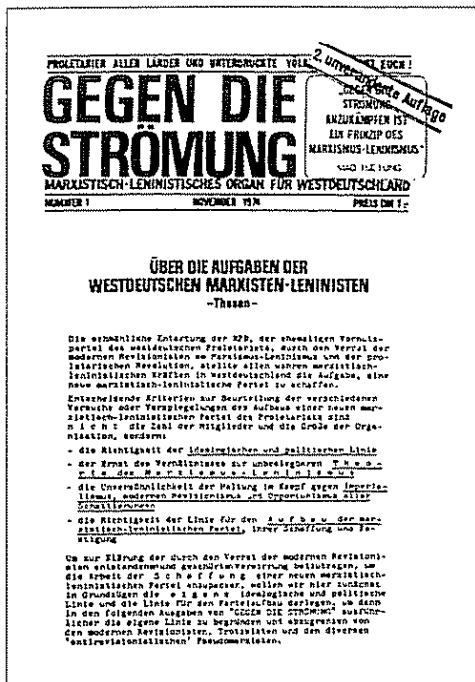 PROLETARIER ALLER LÄNDER UND UNTERDRÜCKTE EUCH!
2. unveränderte Auflage
GEGEN DIE
STRÖMUNG
"GEGEN DIE
STRÖMUNG
ANZUKÄMPFEN IST
EIN PRINZIP DES
MARXISMUS-LENINISMUS"
MAO TSE TUNG
MARXISTISCH-LENINISTISCHES ORGAN FÜR WESTDEUTSCHLAND
NUMMER 1 NOVEMBER 1974 PREIS DM 1.-
ÜBER DIE AUFGABEN DER
WESTDEUTSCHEN MARXISTEN-LENINISTEN
-Thesen-
Die schmähliche Entartung der KPD, der ehemaligen Vorhut-
partei des westdeutschen Proletariats, durch den Verrat der
modernen Revisionisten am Marxismus-Leninismus und der pro-
letarischen Revolution, stellte allen wahren marxistisch-
leninistischen Kräften in Westdeutschland die Aufgabe, eine
neue marxistisch-leninistische Partei zu schaffen.
Entscheidende Kriterien zur Beurteilung der verschiedenen
Versuche oder Vorspiegelungen des Aufbaus einer neuen mar-
xistisch-leninistischen Partei des Proletariats sind
n i c h t die Zahl der Mitglieder und die Größe der Orga-
nisation, sondern:
- die Richtigkeit der ideologischen und politischen Linie
- der Ernst des Verhältnisses zur unbesiegbaren T h e o -
r i e d e s M a r x i s m u s - L e n i n i s m u s
- die Unversöhnlichkeit der Haltung im Kampf gegen Imperia-
lismus, modernen Revisionismus und Opportunismus aller
Schattierungen
- die Richtigkeit der Linie für den A u f b a u der mar-
xistisch-leninistischen Partei, ihrer Schaffung und Fe-
stigung
Um zur Klärung der durch den Verrat der modernen Revisioni-
sten entstandenen und geschürten Verwirrung beizutragen, um
die Arbeit der S c h a f f u n g einer neuen marxistisch-
leninistischen Partei anzupacken, wollen wir hier zunächst
in Grundzügen die e i g e n e ideologische und politische
Linie und die Linie für den Parteiaufbau darlegen, um dann
in den folgenden Ausgaben von "GEGEN DIE STRÖMUNG" ausführ-
licher die eigene Linie zu begründen und abzugrenzen von
den modernen Revisionisten, Trotzkisten und den diversen
"antirevisionistischen" Pseudomarxisten.